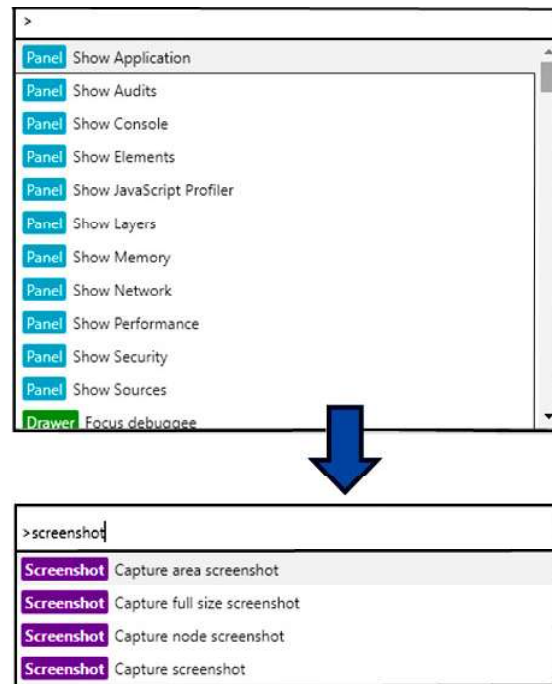 >
Panel Show Application
Panel Show Audits
Panel Show Console
Panel Show Elements
Panel Show JavaScript Profiler
Panel Show Layers
Panel Show Memory
Panel Show Network
Panel Show Performance
Panel Show Security
Panel Show Sources
Drawer Focus debuggee
>screenshot
Screenshot Capture area screenshot
Screenshot Capture full size screenshot
Screenshot Capture node screenshot
Screenshot Capture screenshot